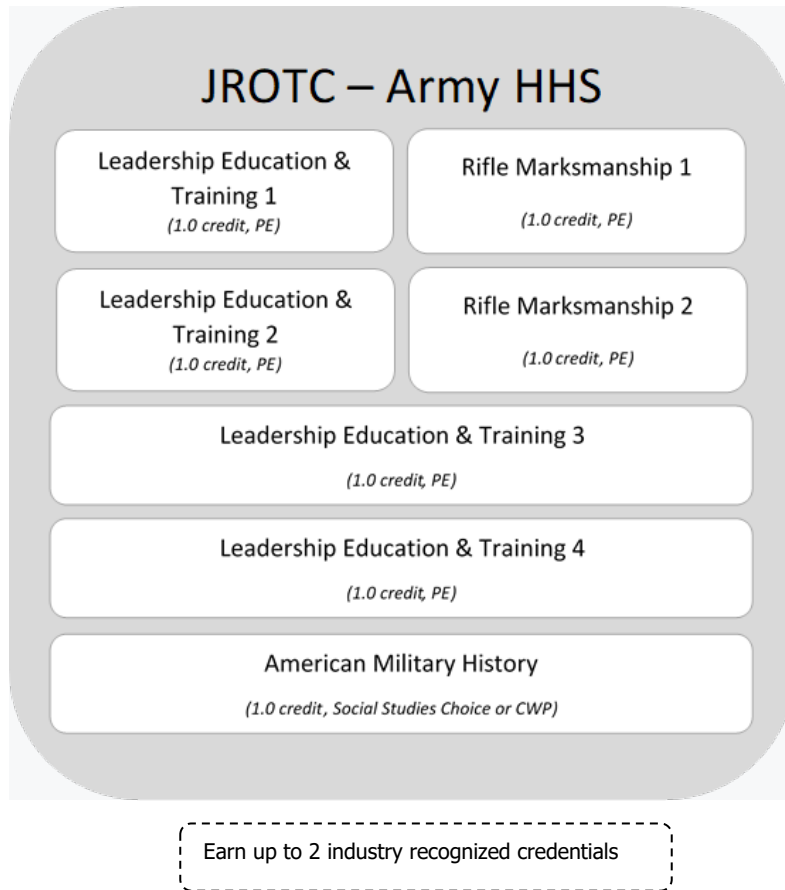 JROTC – Army HHS
Leadership Education &
Training 1
(1.0 credit, PE)
Rifle Marksmanship 1
(1.0 credit, PE)
Leadership Education &
Training 2
(1.0 credit, PE)
Rifle Marksmanship 2
(1.0 credit, PE)
Leadership Education & Training 3
(1.0 credit, PE)
Leadership Education & Training 4
(1.0 credit, PE)
American Military History
(1.0 credit, Social Studies Choice or CWP)
Earn up to 2 industry recognized credentials